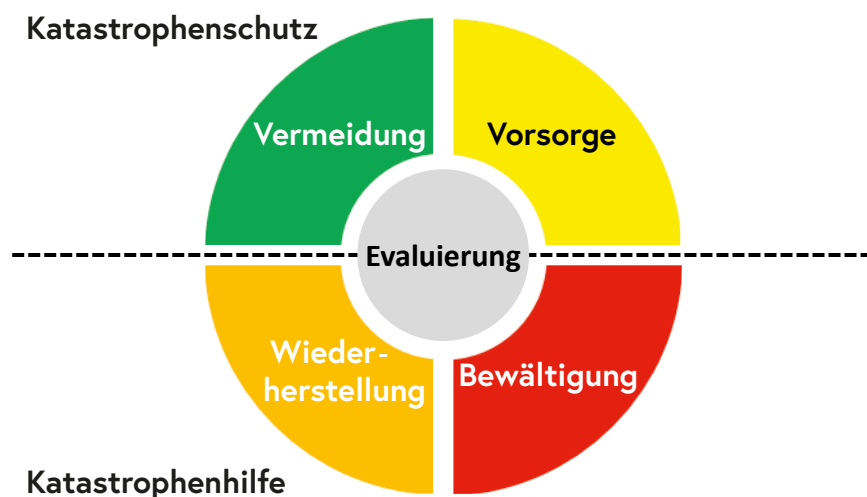 Katastrophenschutz
Vermeidung
Vorsorge
Evaluierung
Wieder-
herstellung
Bewältigung
Katastrophenhilfe